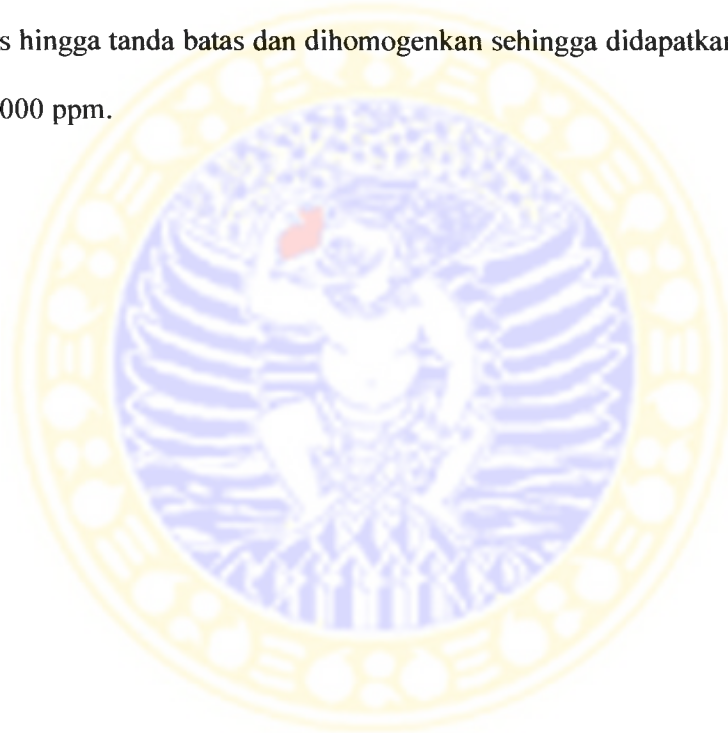 s hingga tanda batas dan dihomogenkan sehingga didapatkan
000 ppm.